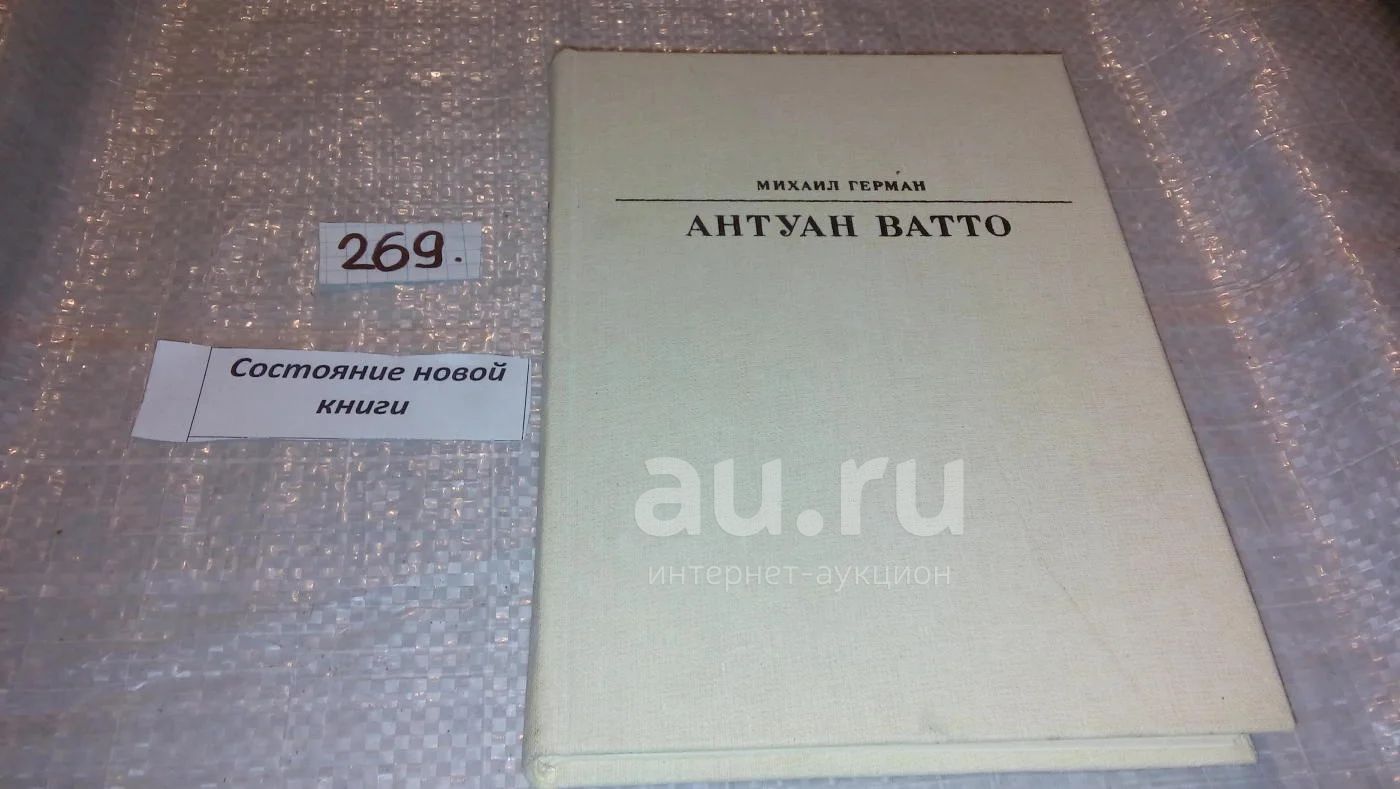 МИХАИЛ ГЕРМАН
АНТУАН ВАТТО
269.
Состояние новой
книги
au.ru
интернет-аукцион